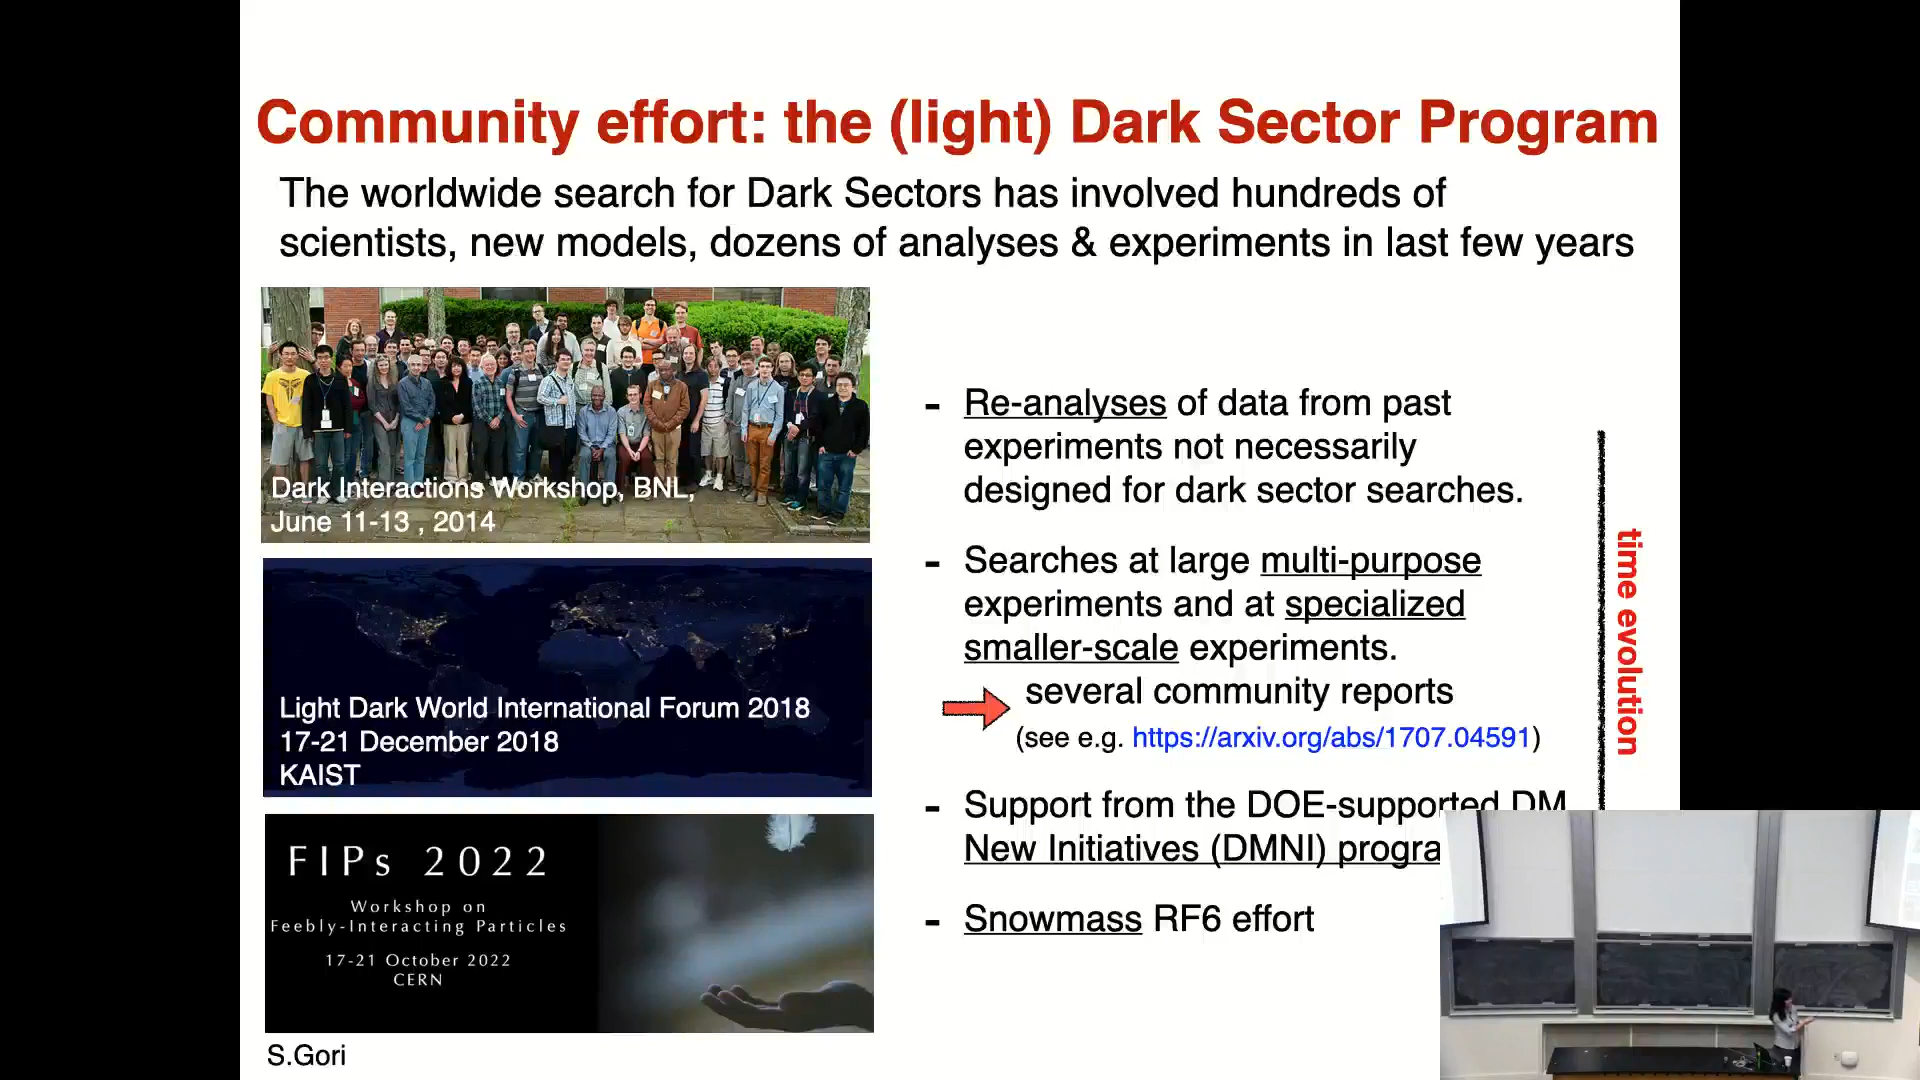 Community effort: the (light) Dark Sector Program
The worldwide search for Dark Sectors has involved hundreds of
scientists, new models, dozens of analyses & experiments in last few years
Dark Interactions Workshop, BNL,
June 11-13 , 2014
Light Dark World International Forum 2018
17-21 December 2018
KAIST
FIPs 2022
Workshop on
Feebly-Interacting Particles
17-21 October 2022
CERN
S.Gori
- Re-analyses of data from past
experiments not necessarily
designed for dark sector searches.
- Searches at large multi-purpose
experiments and at specialized
smaller-scale experiments.
several community reports
(see e.g. https://arxiv.org/abs/1707.04591)
- Support from the DOE-supported DM
New Initiatives (DMNI) progra
- Snowmass RF6 effort
time evolution